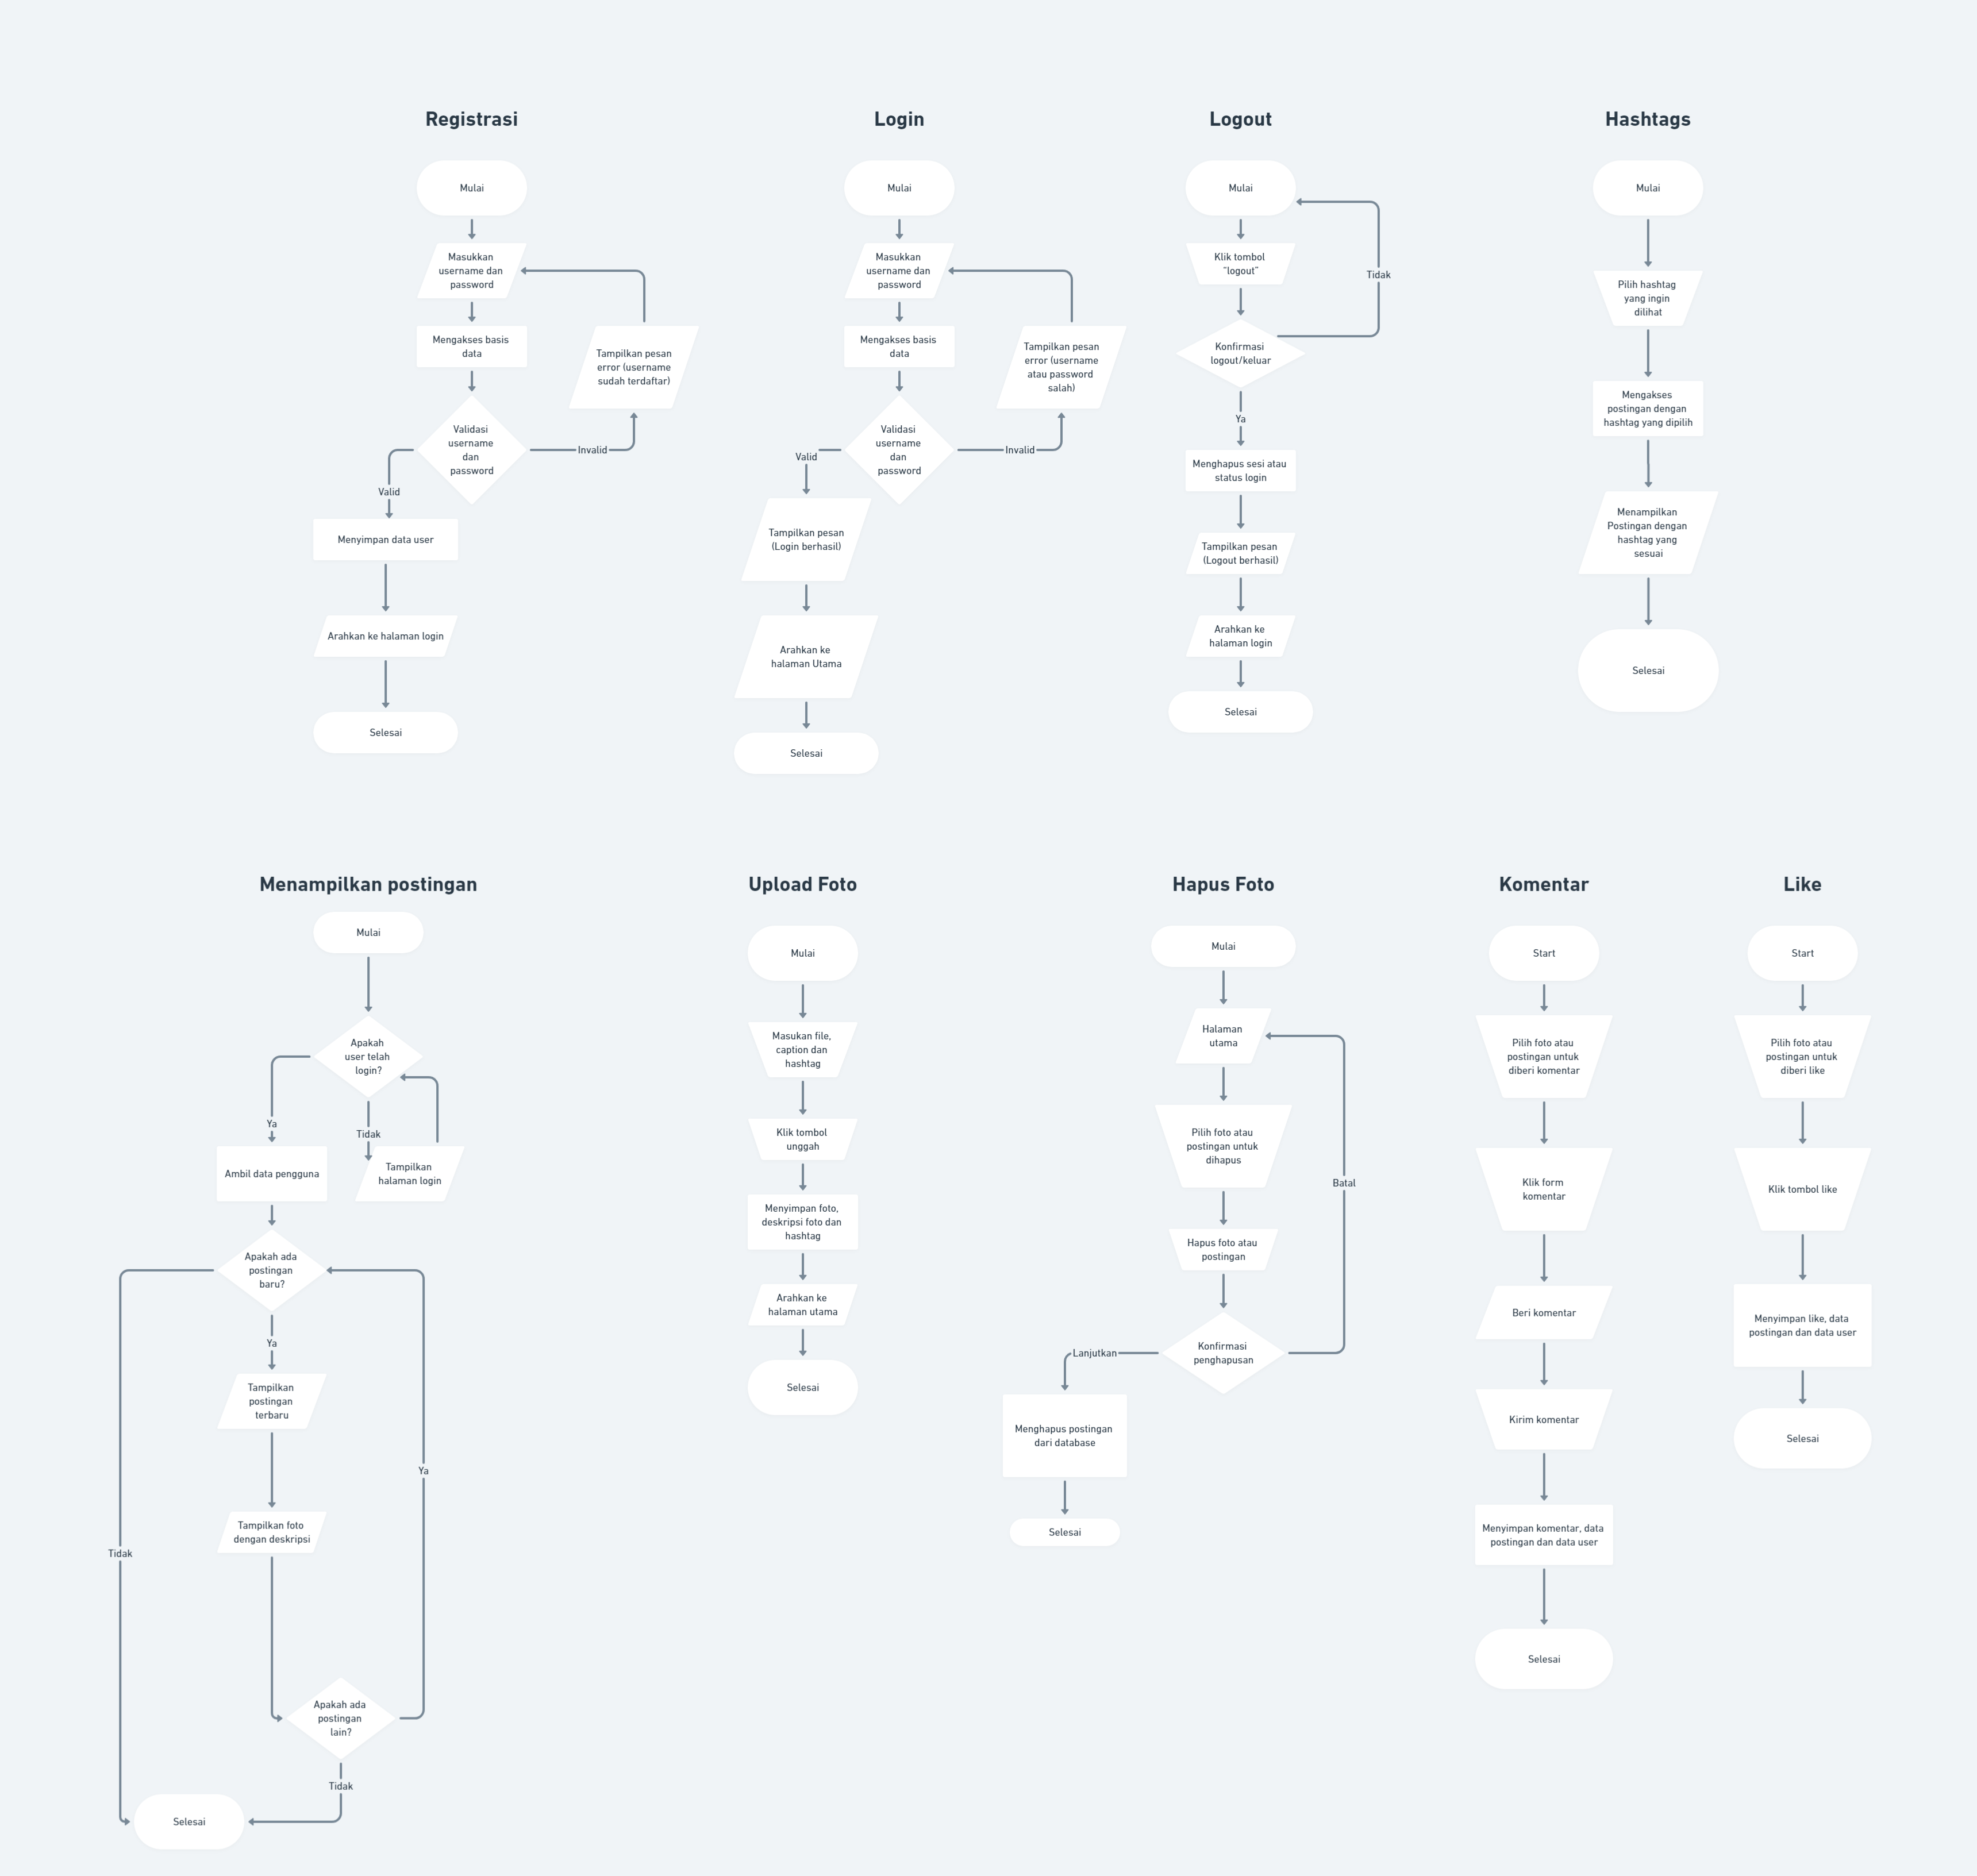 Registrasi
Mulai
Masukkan
username dan
password
Mengakses basis
data
Tampilkan pesan
error (username
sudah terdaftar)
Validasi
username
dan
password
Invalid
Valid
Menyimpan data user
Arahkan ke halaman login
Selesai
Login
Mulai
Masukkan
username dan
password
Mengakses basis
data
Tampilkan pesan
error (username
atau password
salah)
Validasi
username
dan
password
Invalid
Valid
Tampilkan pesan
(Login berhasil)
Arahkan ke
halaman Utama
Selesai
Logout
Mulai
Klik tombol
"logout"
Tidak
Konfirmasi
logout/keluar
Ya
Menghapus sesi atau
status login
Tampilkan pesan
(Logout berhasil)
Arahkan ke
halaman login
Selesai
Hashtags
Mulai
Pilih hashtag
yang ingin
dilihat
Mengakses
postingan dengan
hashtag yang dipilih
Menampilkan
Postingan dengan
hashtag yang
sesuai
Selesai
Menampilkan postingan
Mulai
Apakah
user telah
login?
Ya
Tidak
Ambil data pengguna
Tampilkan
halaman login
Apakah ada
postingan
baru?
Ya
Tampilkan
postingan
terbaru
Ya
Tampilkan foto
dengan deskripsi
Tidak
Apakah ada
postingan
lain?
Tidak
Selesai
Upload Foto
Mulai
Masukan file,
caption dan
hashtag
Klik tombol
unggah
Menyimpan foto,
deskripsi foto dan
hashtag
Arahkan ke
halaman utama
Selesai
Hapus Foto
Mulai
Halaman
utama
Pilih foto atau
postingan untuk
dihapus
Batal
Hapus foto atau
postingan
Konfirmasi
penghapusan
Lanjutkan
Menghapus postingan
dari database
Selesai
Komentar
Start
Pilih foto atau
postingan untuk
diberi komentar
Klik form
komentar
Beri komentar
Kirim komentar
Menyimpan komentar, data
postingan dan data user
Selesai
Like
Start
Pilih foto atau
postingan untuk
diberi like
Klik tombol like
Menyimpan like, data
postingan dan data user
Selesai